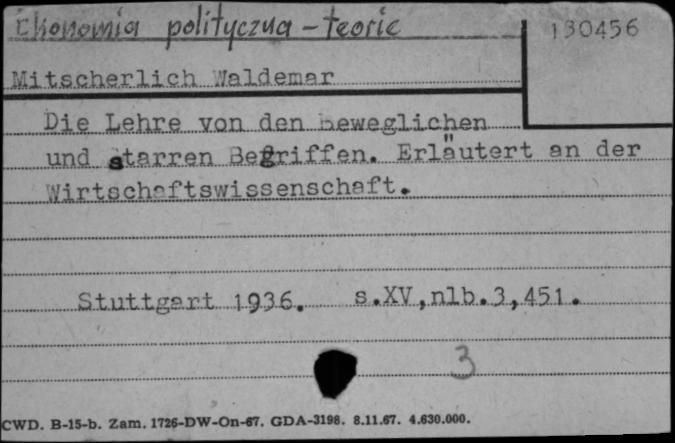 Ekonomia polityczna - teorie
130456
Mitscherlich Waldemar
Die Lehre von den beweglichen
und starren Begriffen. Erläutert an der
Wirtschaftswissenschaft.
Stuttgart 1936. s.XV,nlb.3,451.
3
CWD. B-15-b. Zam. 1726-DW-On-67. GDA-3198. 8.11.67. 4.630.000.